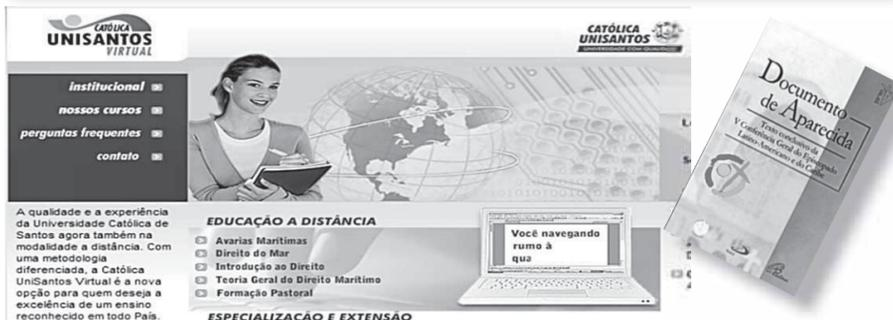 CATÓLICA
UNISANTOS
VIRTUAL
CATÓLICA
UNISANTOS
UNIVERSIDADE COM QUALIDADE
institucional
nossos cursos
perguntas frequentes
contato
A qualidade e a experiência
da Universidade Católica de
Santos agora também na
modalidade a distância. Com
uma metodologia
diferenciada, a Católica
UniSantos Virtual é a nova
opção para quem deseja a
excelência de um ensino
reconhecido em todo País.
EDUCAÇÃO A DISTÂNCIA
Avarias Marítimas
Direito do Mar
Introdução ao Direito
Teoria Geral do Direito Marítimo
Formação Pastoral
ESPECIALIZAÇÃO E EXTENSÃO
Você navegando
rumo à
qua
Documento
de Aparecida
Texto conclusivo da
V Conferência Geral do Episcopado
Latino-Americano e do Caribe